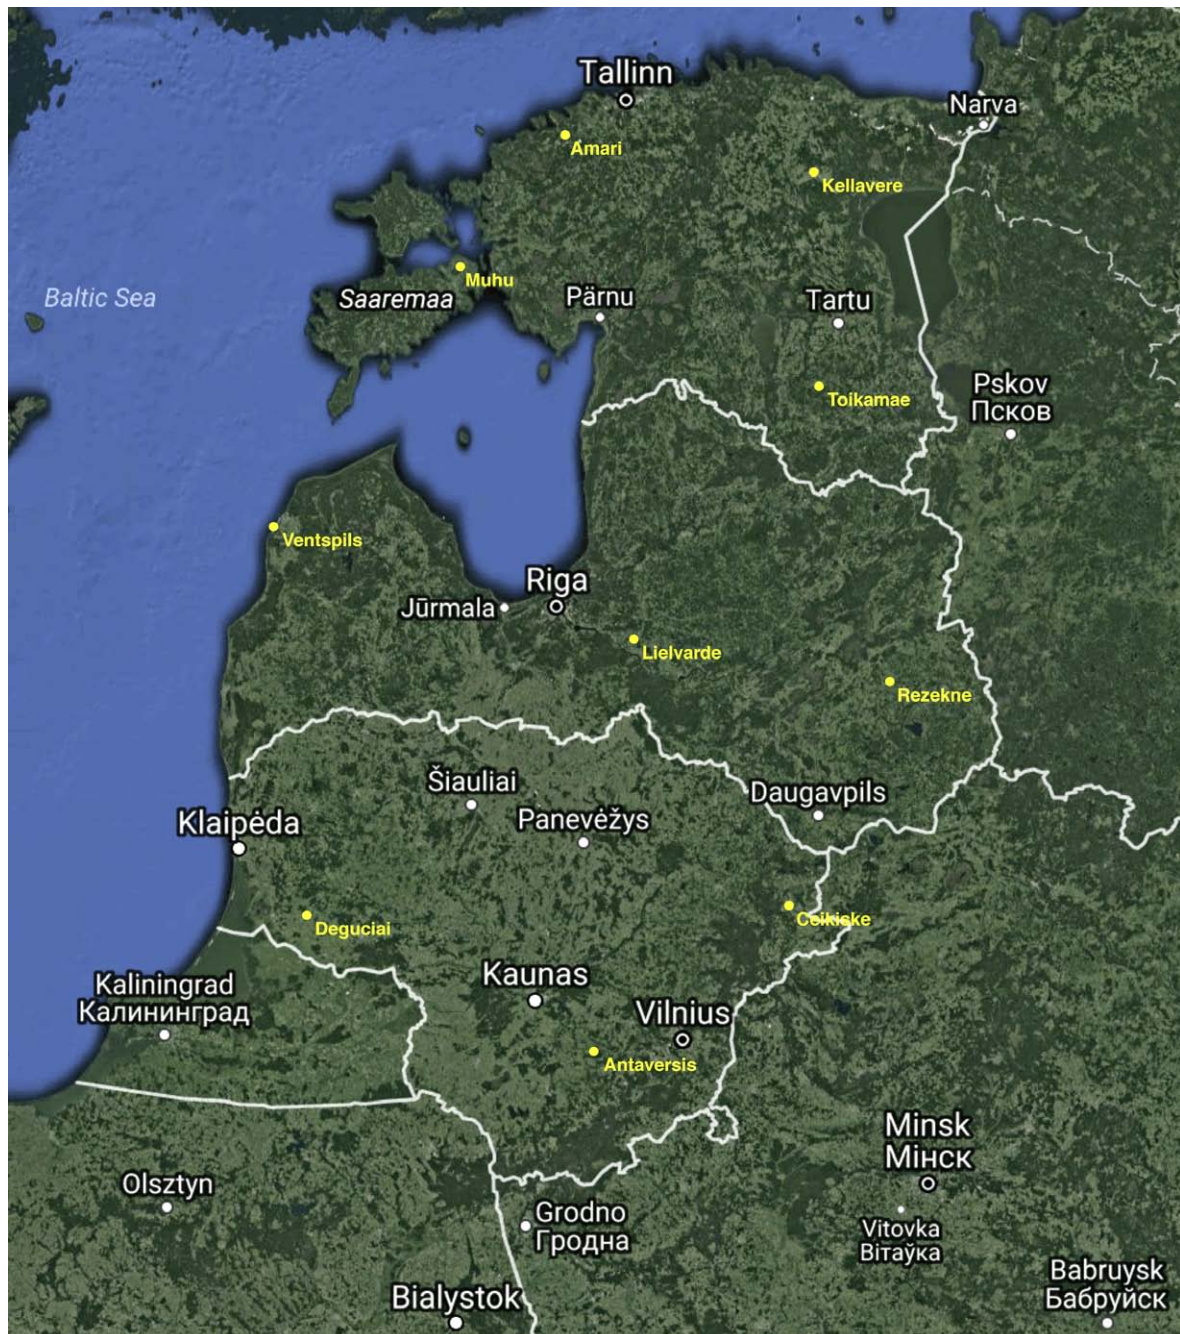 Tallinn
Narva
Amari
Kellavere
Muhu
Baltic Sea
Saaremaa
Pärnu
Tartu
Pskov
Псков
Toikamae
Ventspils
Riga
Jūrmala
Lielvarde
Rezekne
Šiauliai
Daugavpils
Klaipėda
Panevėžys
Deguciai
Ceikiske
Kaunas
Kaliningrad
Калининград
Vilnius
Antaversis
Minsk
Мінск
Olsztyn
Grodno
Гродна
Vitovka
Вітаўка
Babruysk
Бабруйск
Bialystok